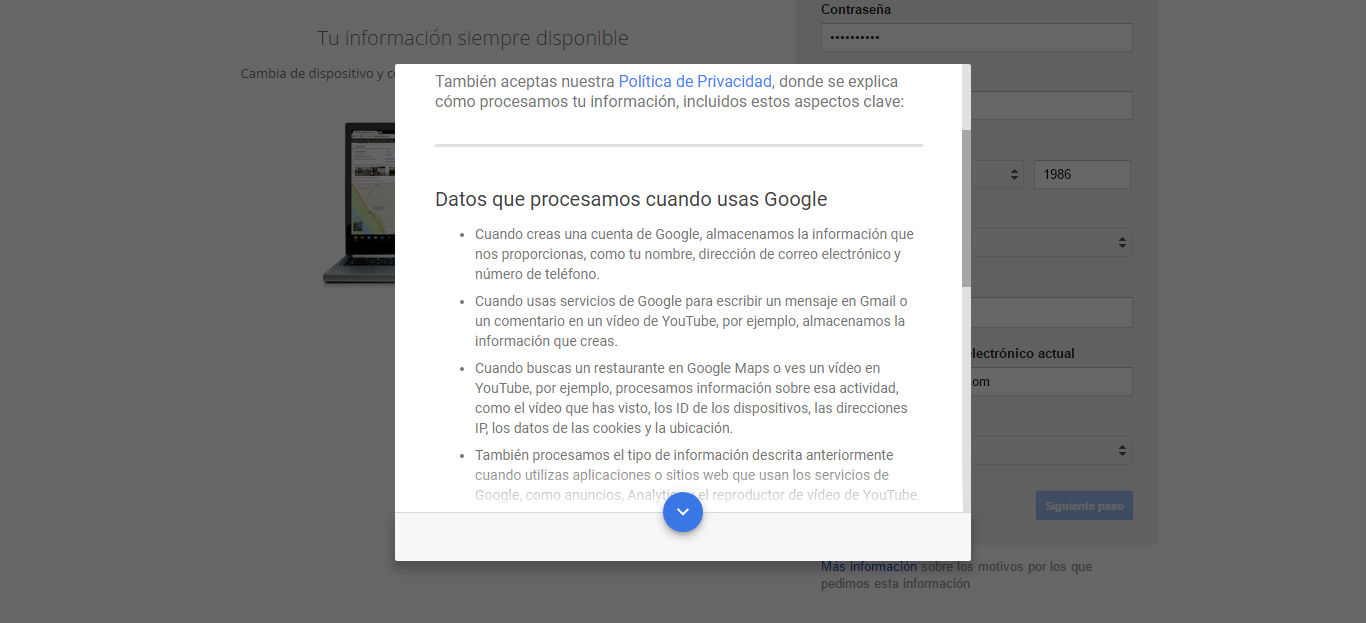 Contraseña
••••••••••
Tu información siempre disponible
Cambia de dispositivo y c
También aceptas nuestra Política de Privacidad, donde se explica
cómo procesamos tu información, incluidos estos aspectos clave:
1986
Datos que procesamos cuando usas Google
• Cuando creas una cuenta de Google, almacenamos la información que
nos proporcionas, como tu nombre, dirección de correo electrónico y
número de teléfono.
• Cuando usas servicios de Google para escribir un mensaje en Gmail o
un comentario en un vídeo de YouTube, por ejemplo, almacenamos la
información que creas.
• Cuando buscas un restaurante en Google Maps o ves un vídeo en
YouTube, por ejemplo, procesamos información sobre esa actividad,
como el vídeo que has visto, los ID de los dispositivos, las direcciones
IP, los datos de las cookies y la ubicación.
• También procesamos el tipo de información descrita anteriormente
cuando utilizas aplicaciones o sitios web que usan los servicios de
Google, como anuncios, Analytics y el reproductor de vídeo de YouTube.
lectrónico actual
om
Siguiente paso
Más información sobre los motivos por los que
pedimos esta información